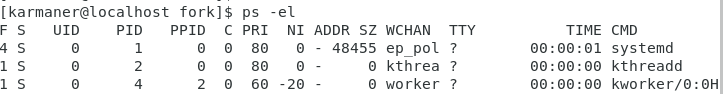 [karmaner@localhost fork]$ ps -el
F S   UID    PID   PPID  C PRI  NI ADDR SZ WCHAN  TTY          TIME CMD
4 S     0      1      0  0  80   0 - 48455 ep_pol ?        00:00:01 systemd
1 S     0      2      0  0  80   0 -     0 kthrea ?        00:00:00 kthreadd
1 S     0      4      2  0  60 -20 -     0 worker ?        00:00:00 kworker/0:0H